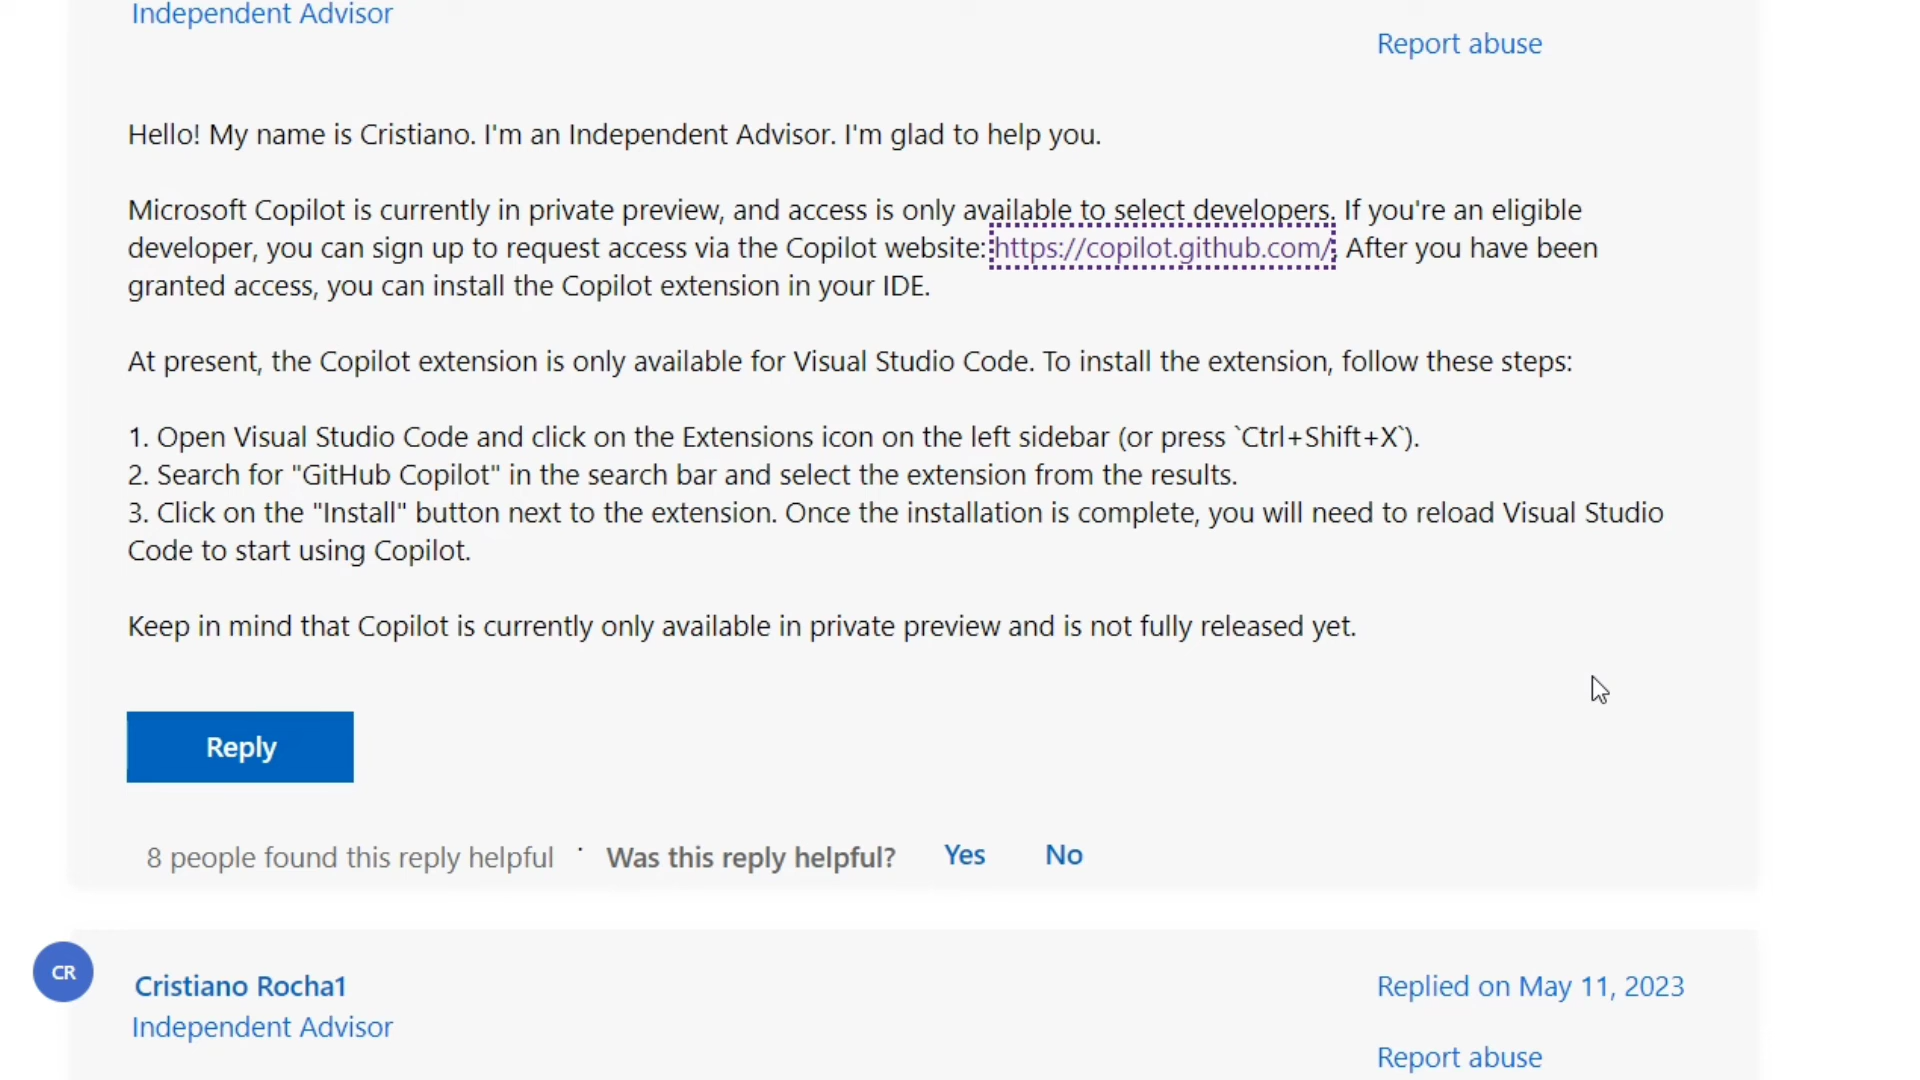 Independent Advisor
Report abuse
Hello! My name is Cristiano. I'm an Independent Advisor. I'm glad to help you.
Microsoft Copilot is currently in private preview, and access is only available to select developers. If you're an eligible
developer, you can sign up to request access via the Copilot website: https://copilot.github.com/. After you have been
granted access, you can install the Copilot extension in your IDE.
At present, the Copilot extension is only available for Visual Studio Code. To install the extension, follow these steps:
1. Open Visual Studio Code and click on the Extensions icon on the left sidebar (or press `Ctrl+Shift+X`).
2. Search for "GitHub Copilot" in the search bar and select the extension from the results.
3. Click on the "Install" button next to the extension. Once the installation is complete, you will need to reload Visual Studio
Code to start using Copilot.
Keep in mind that Copilot is currently only available in private preview and is not fully released yet.
Reply
8 people found this reply helpful · Was this reply helpful? Yes No
CR
Cristiano Rocha1
Replied on May 11, 2023
Independent Advisor
Report abuse